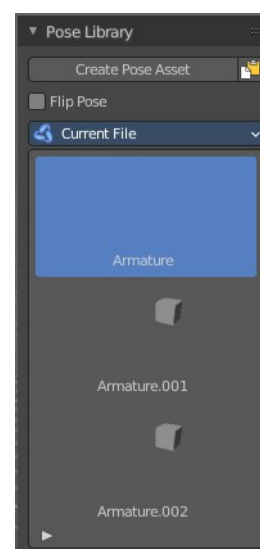 Pose Library
Create Pose Asset
Flip Pose
Current File
Armature
Armature.001
Armature.002